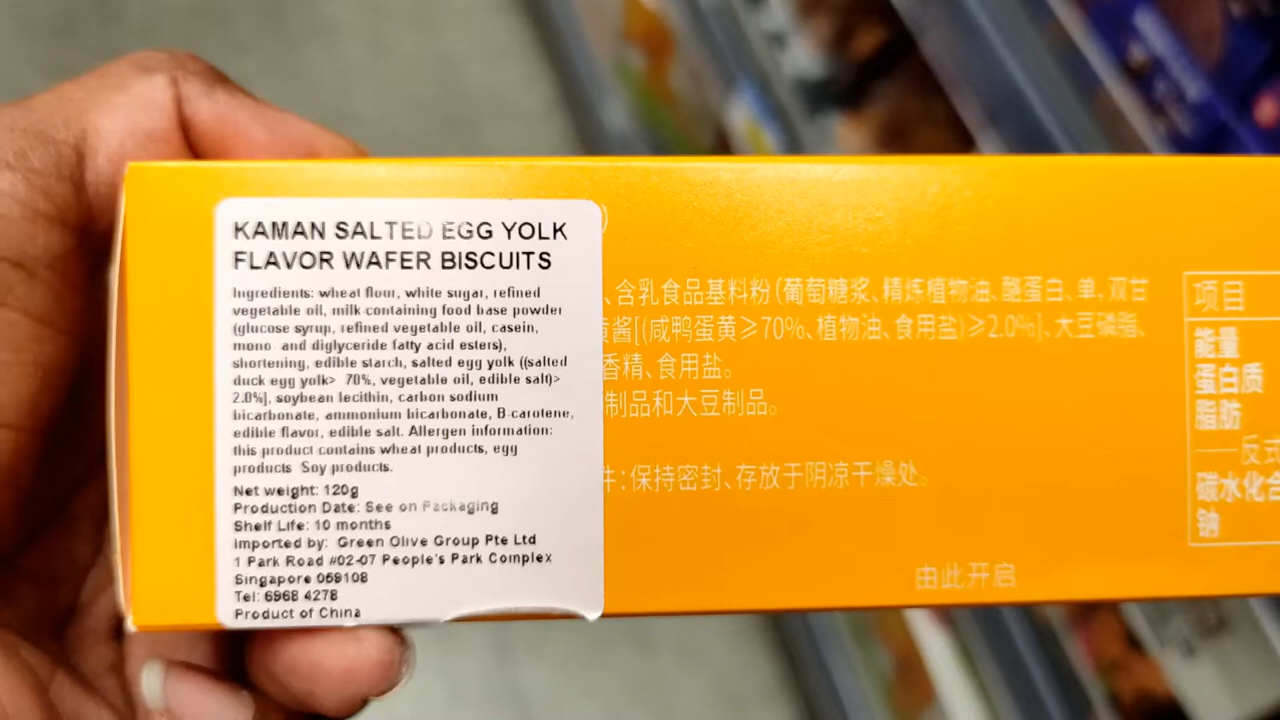 KAMAN SALTED EGG YOLK
FLAVOR WAFER BISCUITS
Ingredients: wheat flour, white sugar, refined
vegetable oil, milk-containing food base powder
(glucose syrup, refined vegetable oil, casein,
mono- and diglyceride fatty acid esters),
shortening, edible starch, salted egg yolk ((salted
duck egg yolk> 70%, vegetable oil, edible salt)>
2.0%], soybean lecithin, carbon sodium
bicarbonate, ammonium bicarbonate, B-carotene,
edible flavor, edible salt. Allergen information:
this product contains wheat products, egg
products Soy products.
Net weight: 120g
Production Date: See on Packaging
Shelf Life: 10 months
Imported by: Green Olive Group Pte Ltd
1 Park Road #02-07 People's Park Complex
Singapore 059108
Tel: 6968 4278
Product of China
)
、含乳食品基料粉(葡萄糖浆、精炼植物油、酪蛋白、单,双甘
黄酱[(咸鸭蛋黄≥70%、植物油、食用盐)≥2.0%]、大豆磷脂、
香精、食用盐。
制品和大豆制品。
件:保持密封、存放于阴凉干燥处。
由此开启
项目
能量
蛋白质
脂肪
—反式
碳水化合
钠